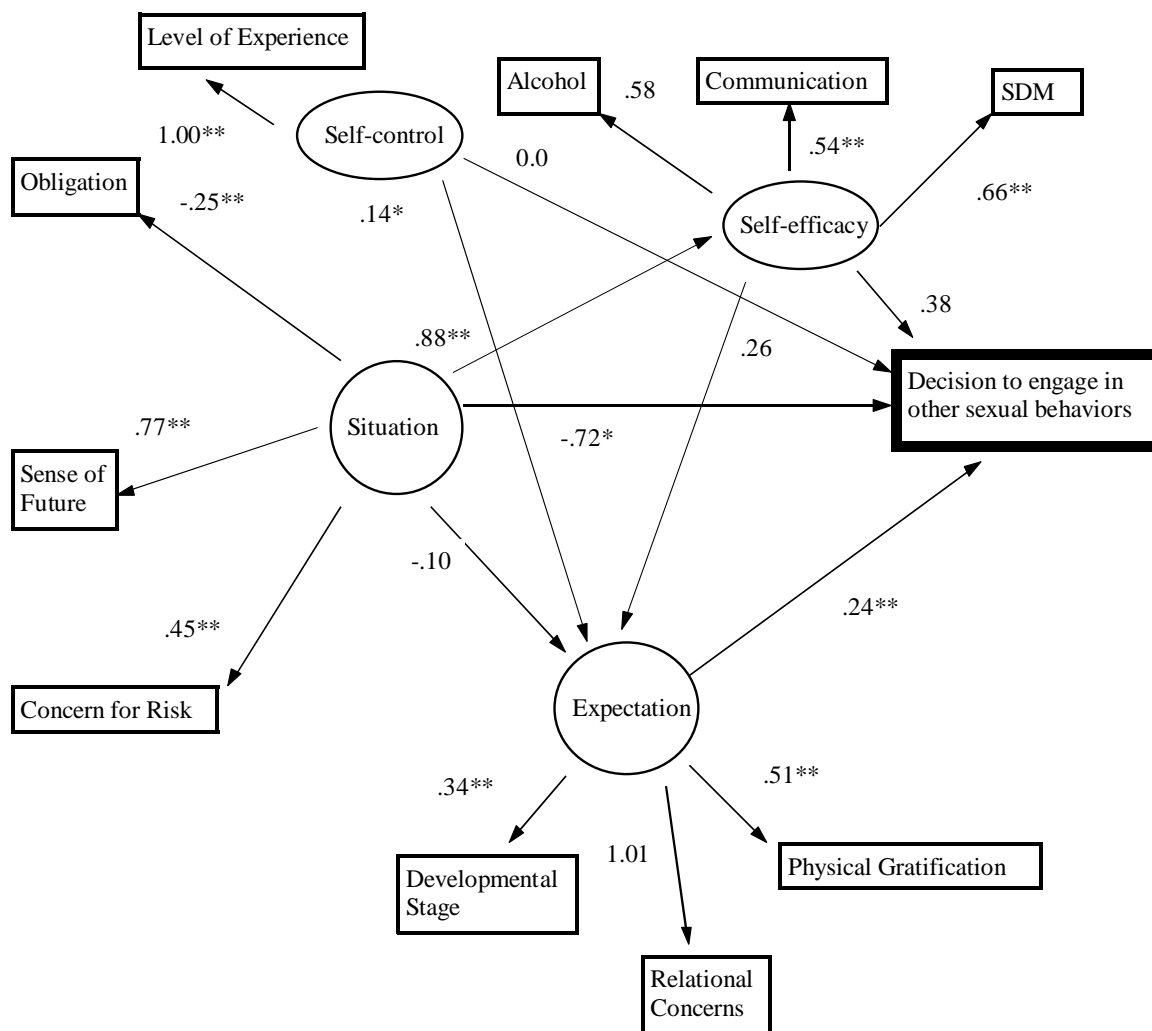 Level of Experience
Alcohol
.58
Communication
SDM
Self-control
1.00**
0.0
.54**
Obligation
-.25**
.14*
.66**
Self-efficacy
.88**
.26
.38
Decision to engage in
other sexual behaviors
Situation
.77**
-.72*
Sense of
Future
-.10
.45**
.24**
Concern for Risk
Expectation
.34**
.51**
1.01
Physical Gratification
Developmental
Stage
Relational
Concerns